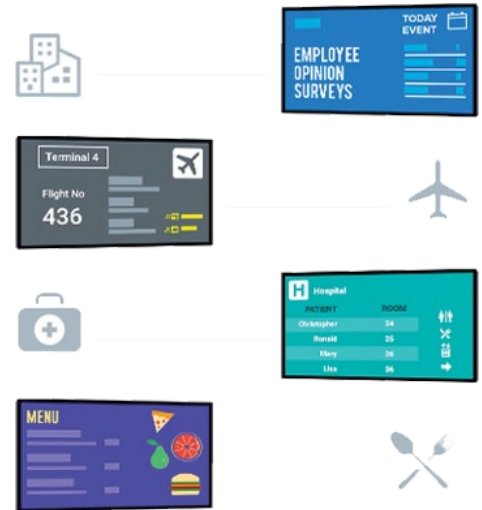 TODAY
EVENT
EMPLOYEE
OPINION
SURVEYS
Terminal 4
Flight No
436
H Hospital
PATIENT ROOM
Christopher 24
Ronald 25
Mary 26
Lisa 36
MENU